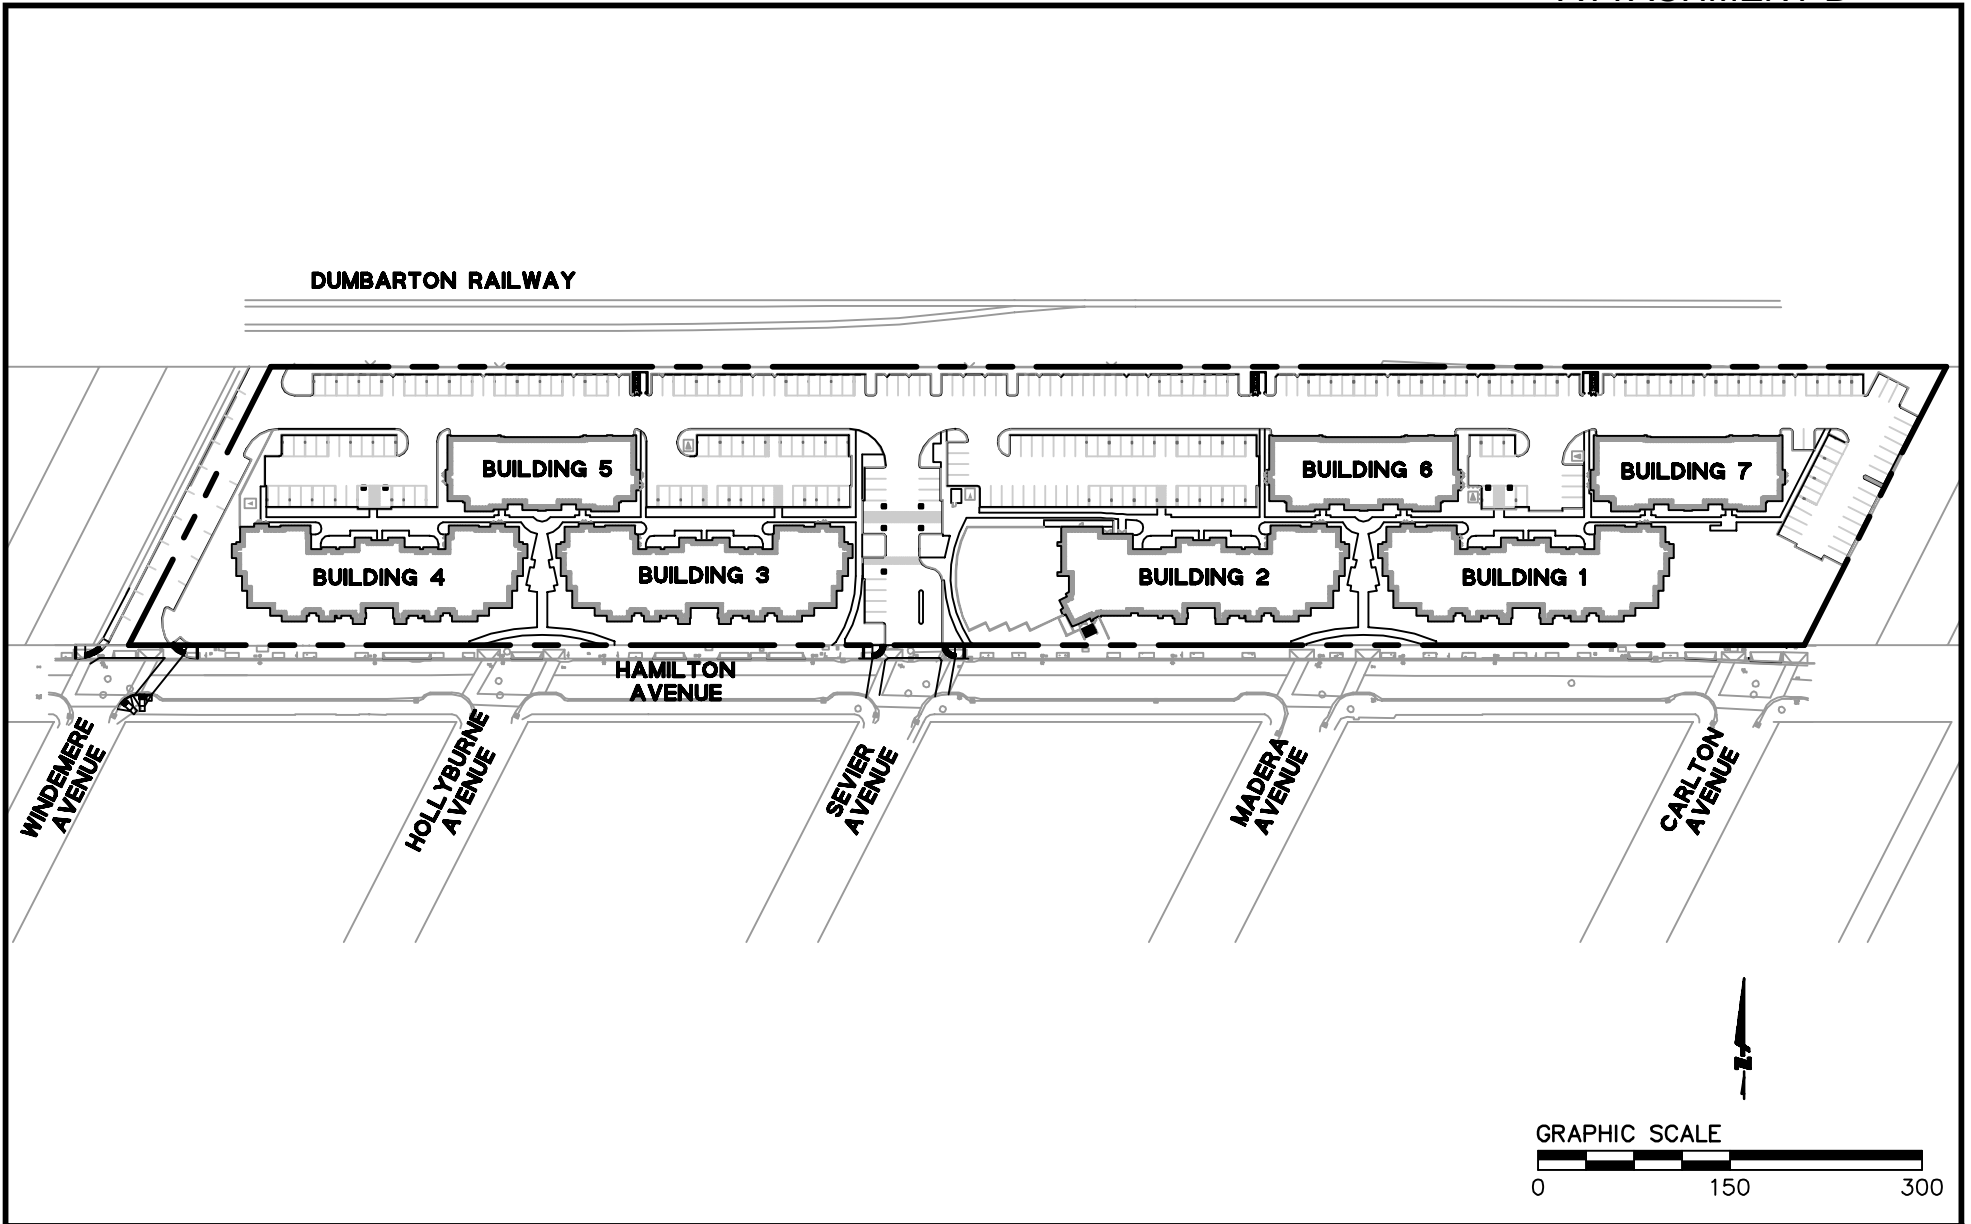 DUMBARTON RAILWAY
BUILDING 5
BUILDING 6
BUILDING 7
BUILDING 4
BUILDING 3
BUILDING 2
BUILDING 1
HAMILTON
AVENUE
WINDEMERE
AVENUE
HOLLYBURNE
AVENUE
SEVIER
AVENUE
MADERA
AVENUE
CARLTON
AVENUE
GRAPHIC SCALE
0 150 300